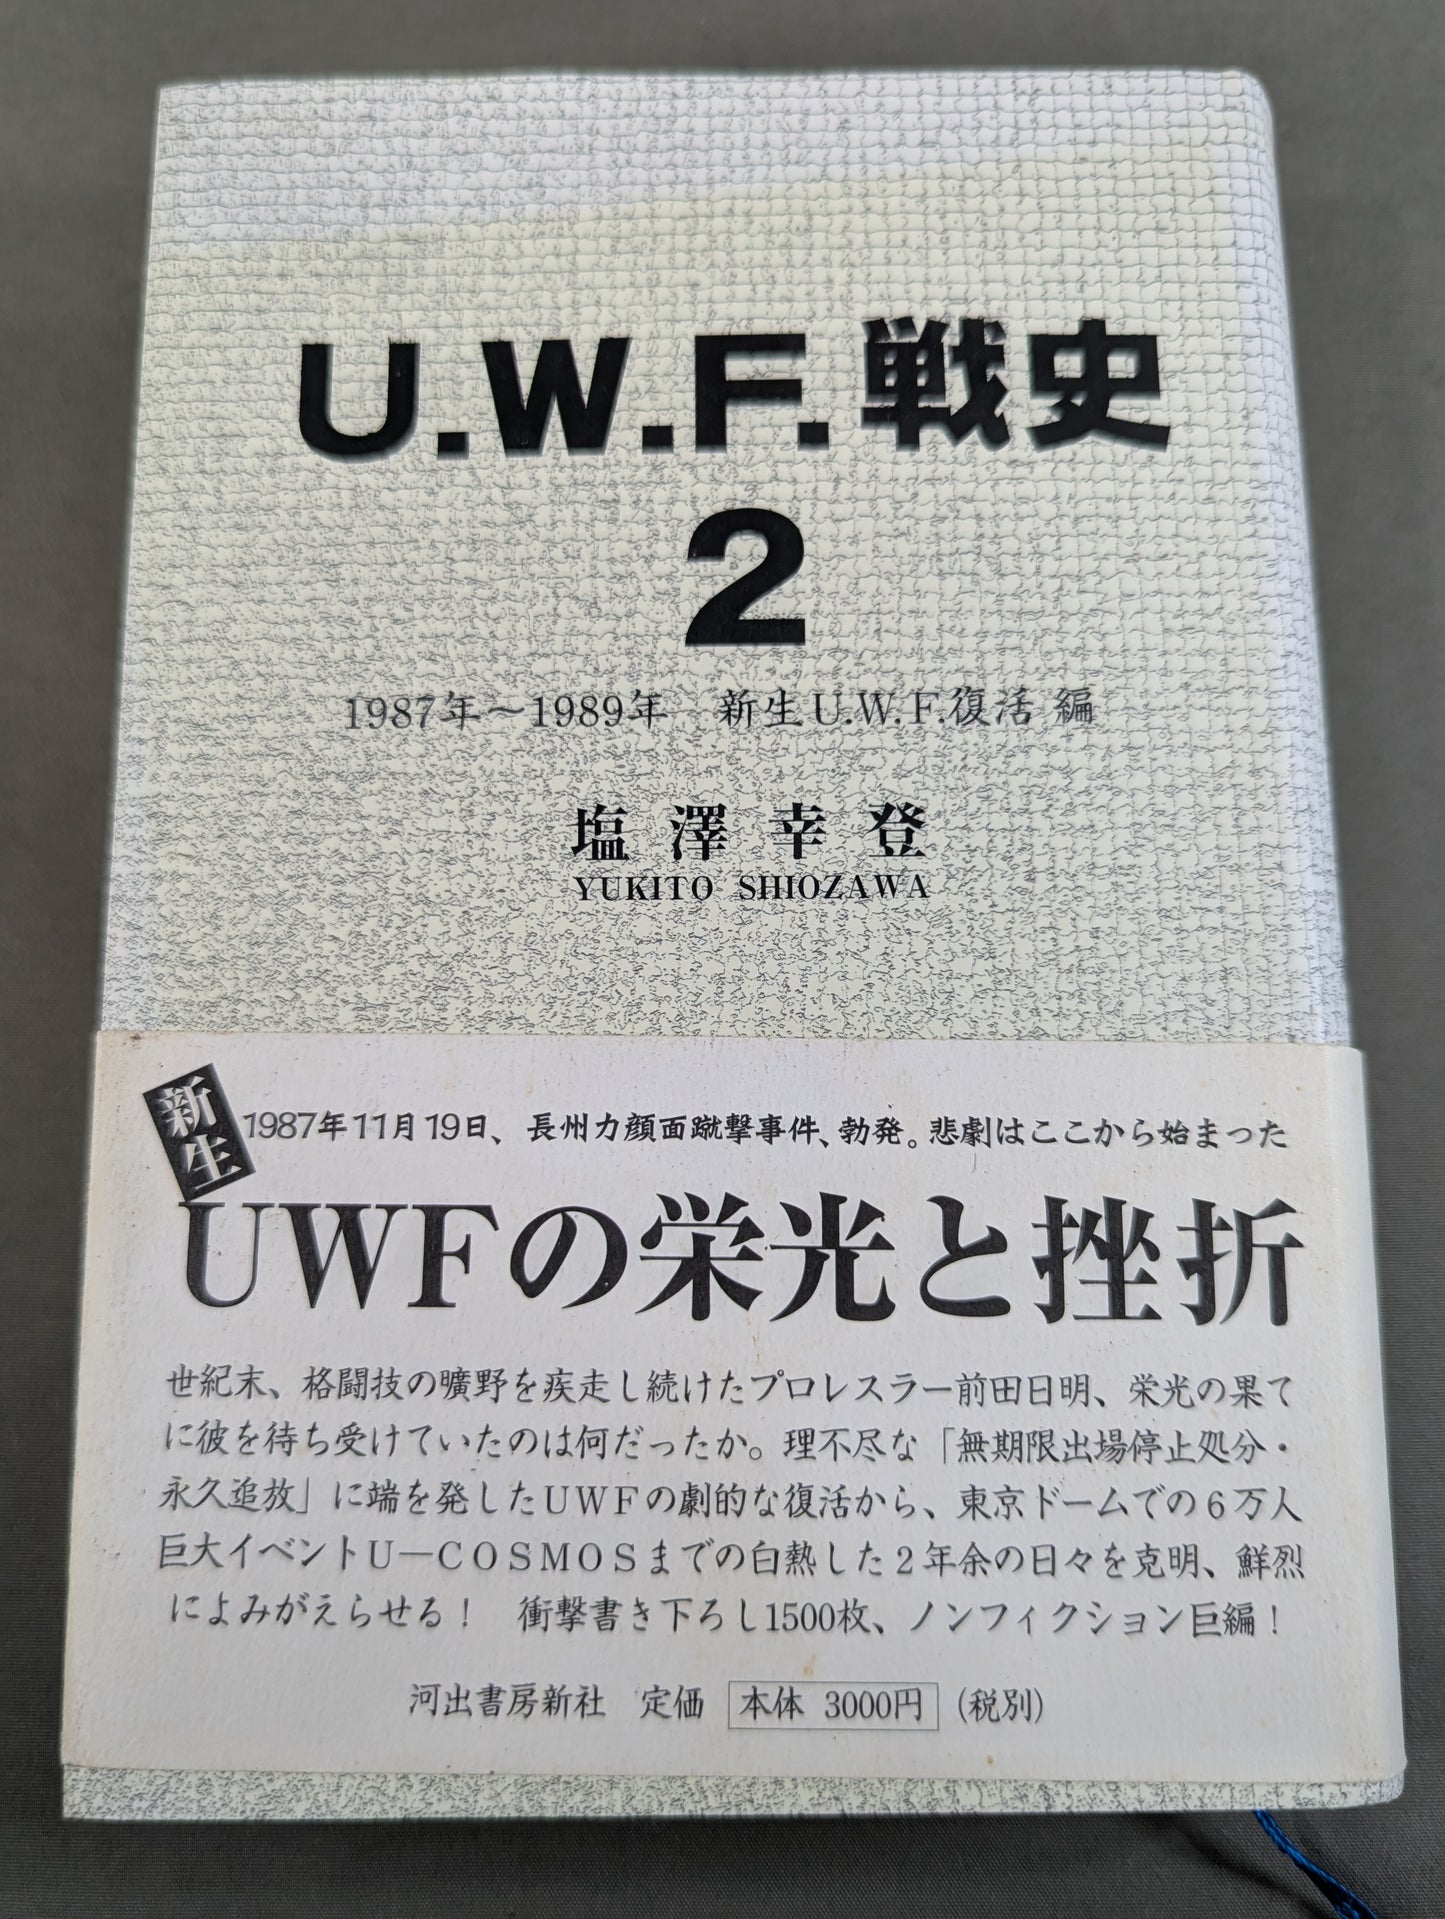 U.W.F.戦史
2
1987年～1989年　新生U.W.F.復活 編
塩澤幸登
YUKITO SHIOZAWA
新生
1987年11月19日、長州力顔面蹴撃事件、勃発。悲劇はここから始まった
UWFの栄光と挫折
世紀末、格闘技の曠野を疾走し続けたプロレスラー前田日明、栄光の果て
に彼を待ち受けていたのは何だったか。理不尽な「無期限出場停止処分・
永久追放」に端を発したUWFの劇的な復活から、東京ドームでの6万人
巨大イベントU―COSMOSまでの白熱した2年余の日々を克明、鮮烈
によみがえらせる！　衝撃書き下ろし1500枚、ノンフィクション巨編！
河出書房新社　定価　本体 3000円（税別）